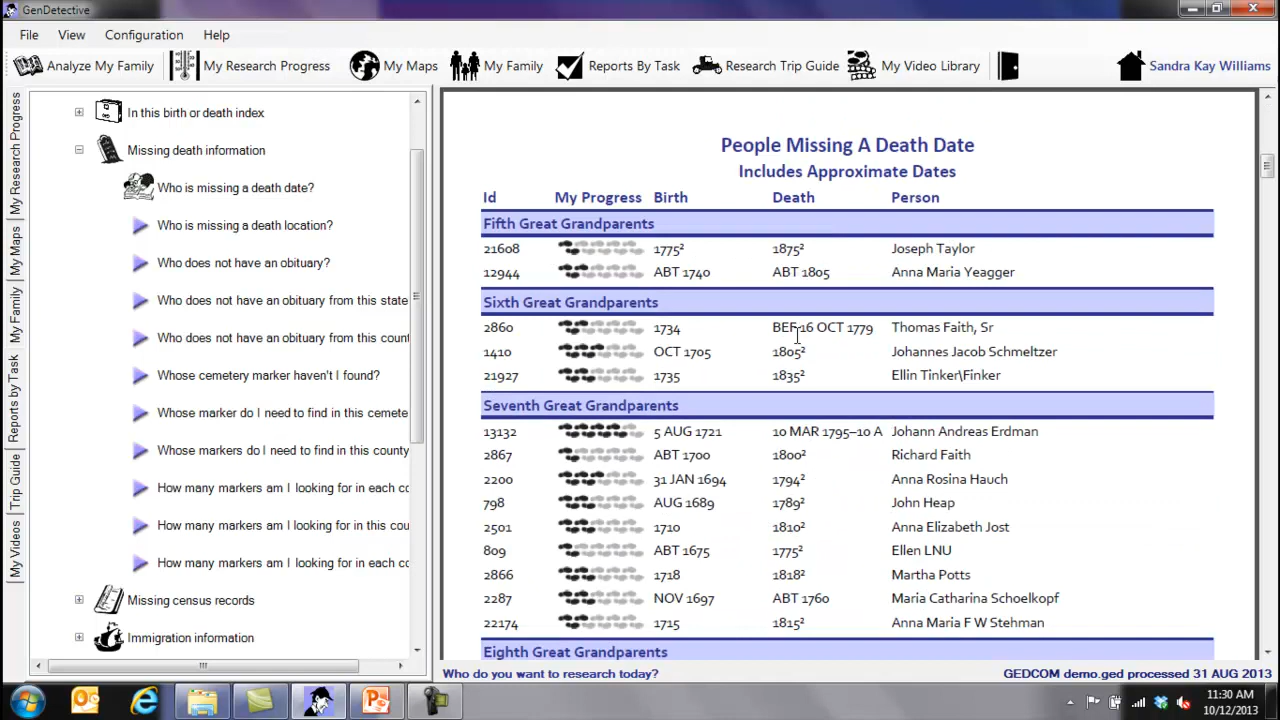 GenDetective
File View Configuration Help
Analyze My Family My Research Progress My Maps My Family Reports By Task Research Trip Guide My Video Library Sandra Kay Williams
My Research Progress
My Maps
My Family
Reports by Task
Trip Guide
My Videos
In this birth or death index
Missing death information
Who is missing a death date?
Who is missing a death location?
Who does not have an obituary?
Who does not have an obituary from this state
Who does not have an obituary from this count
Whose cemetery marker haven't I found?
Whose marker do I need to find in this cemete
Whose markers do I need to find in this county
How many markers am I looking for in each cc
How many markers am I looking for in this cou
How many markers am I looking for in each cc
Missing census records
Immigration information
People Missing A Death Date
Includes Approximate Dates
Id My Progress Birth Death Person
Fifth Great Grandparents
21608 1775² 1875² Joseph Taylor
12944 ABT 1740 ABT 1805 Anna Maria Yeagger
Sixth Great Grandparents
2860 1734 BEF 16 OCT 1779 Thomas Faith, Sr
1410 OCT 1705 1805² Johannes Jacob Schmeltzer
21927 1735 1835² Ellin Tinker\Finker
Seventh Great Grandparents
13132 5 AUG 1721 10 MAR 1795–10 A Johann Andreas Erdman
2867 ABT 1700 1800² Richard Faith
2200 31 JAN 1694 1794² Anna Rosina Hauch
798 AUG 1689 1789² John Heap
2501 1710 1810² Anna Elizabeth Jost
809 ABT 1675 1775² Ellen LNU
2866 1718 1818² Martha Potts
2287 NOV 1697 ABT 1760 Maria Catharina Schoelkopf
22174 1715 1815² Anna Maria F W Stehman
Eighth Great Grandparents
Who do you want to research today? GEDCOM demo.ged processed 31 AUG 2013
11:30 AM
10/12/2013